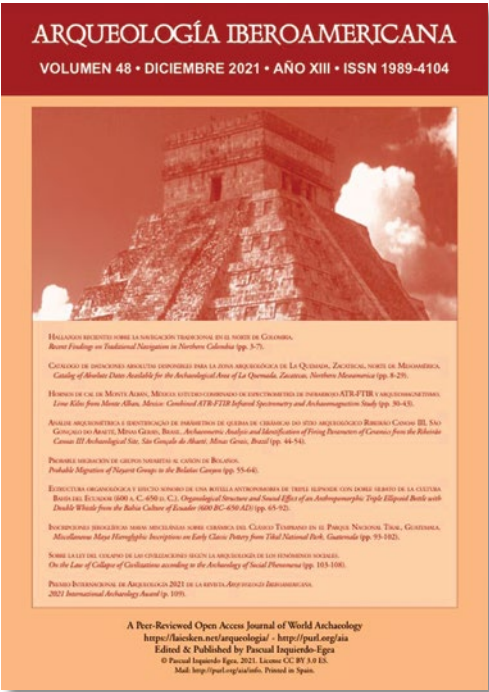 ARQUEOLOGÍA IBEROAMERICANA
VOLUMEN 48 • DICIEMBRE 2021 • AÑO XIII • ISSN 1989-4104
HALLAZGOS RECIENTES SOBRE LA NAVEGACIÓN TRADICIONAL EN EL NORTE DE COLOMBIA.
Recent Findings on Traditional Navigation in Northern Colombia (pp. 3-7).
CATÁLOGO DE DATACIONES ABSOLUTAS DISPONIBLES PARA LA ZONA ARQUEOLÓGICA DE LA QUEMADA, ZACATECAS, NORTE DE MESOAMÉRICA.
Catalog of Absolute Dates Available for the Archaeological Area of La Quemada, Zacatecas, Northern Mesoamerica (pp. 8-29).
HORNOS DE CAL DE MONTE ALBÁN, MÉXICO: ESTUDIO COMBINADO DE ESPECTROMETRÍA DE INFRARROJO ATR-FTIR Y ARQUEOMAGNETISMO.
Lime Kilns from Monte Alban, Mexico: Combined ATR-FTIR Infrared Spectrometry and Archaeomagnetism Study (pp. 30-43).
ANÁLISE ARQUEOMÉTRICA E IDENTIFICAÇÃO DE PARÂMETROS DE QUEIMA DE CERÂMICAS DO SÍTIO ARQUEOLÓGICO RIBEIRÃO CANOAS III, SÃO
GONÇALO DO ABAETÉ, MINAS GERAIS, BRASIL. Archaeometric Analysis and Identification of Firing Parameters of Ceramics from the Ribeirão
Canoas III Archaeological Site, São Gonçalo do Abaeté, Minas Gerais, Brazil (pp. 44-54).
PROBABLE MIGRACIÓN DE GRUPOS NAYARITAS AL CAÑÓN DE BOLAÑOS.
Probable Migration of Nayarit Groups to the Bolaños Canyon (pp. 55-64).
ESTRUCTURA ORGANOLÓGICA Y EFECTO SONORO DE UNA BOTELLA ANTROPOMORFA DE TRIPLE ELIPSOIDE CON DOBLE SILBATO DE LA CULTURA
BAHÍA DEL ECUADOR (600 A. C.-650 D. C.). Organological Structure and Sound Effect of an Anthropomorphic Triple Ellipsoid Bottle with
Double Whistle from the Bahia Culture of Ecuador (600 BC-650 AD) (pp. 65-92).
INSCRIPCIONES JEROGLÍFICAS MAYAS MISCELÁNEAS SOBRE CERÁMICA DEL CLÁSICO TEMPRANO EN EL PARQUE NACIONAL TIKAL, GUATEMALA.
Miscellaneous Maya Hieroglyphic Inscriptions on Early Classic Pottery from Tikal National Park, Guatemala (pp. 93-102).
SOBRE LA LEY DEL COLAPSO DE LAS CIVILIZACIONES SEGÚN LA ARQUEOLOGÍA DE LOS FENÓMENOS SOCIALES.
On the Law of Collapse of Civilizations according to the Archaeology of Social Phenomena (pp. 103-108).
PREMIO INTERNACIONAL DE ARQUEOLOGÍA 2021 DE LA REVISTA ARQUEOLOGÍA IBEROAMERICANA.
2021 International Archaeology Award (p. 109).
A Peer-Reviewed Open Access Journal of World Archaeology
https://laiesken.net/arqueologia/ - http://purl.org/aia
Edited & Published by Pascual Izquierdo-Egea
© Pascual Izquierdo Egea, 2021. License CC BY 3.0 ES.
Mail: http://purl.org/aia/info. Printed in Spain.